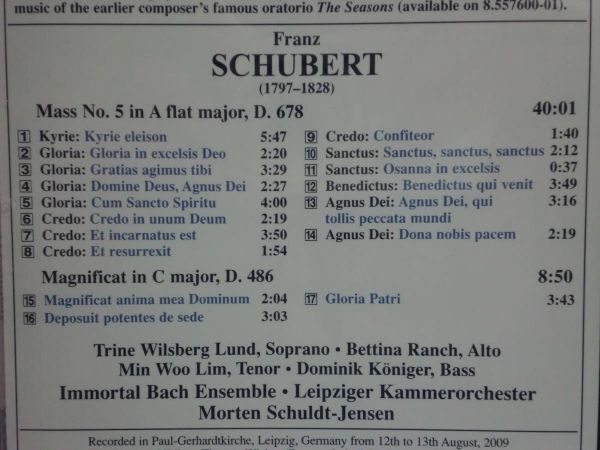 music of the earlier composer's famous oratorio The Seasons (available on 8.557600-01).
Franz
SCHUBERT
(1797–1828)
Mass No. 5 in A flat major, D. 678 40:01
1 Kyrie: Kyrie eleison 5:47
2 Gloria: Gloria in excelsis Deo 2:20
3 Gloria: Gratias agimus tibi 3:29
4 Gloria: Domine Deus, Agnus Dei 2:27
5 Gloria: Cum Sancto Spiritu 4:00
6 Credo: Credo in unum Deum 2:19
7 Credo: Et incarnatus est 3:50
8 Credo: Et resurrexit 1:54
9 Credo: Confiteor 1:40
10 Sanctus: Sanctus, sanctus, sanctus 2:12
11 Sanctus: Osanna in excelsis 0:37
12 Benedictus: Benedictus qui venit 3:49
13 Agnus Dei: Agnus Dei, qui 3:16
tollis peccata mundi
14 Agnus Dei: Dona nobis pacem 2:19
Magnificat in C major, D. 486 8:50
15 Magnificat anima mea Dominum 2:04
16 Deposuit potentes de sede 3:03
17 Gloria Patri 3:43
Trine Wilsberg Lund, Soprano • Bettina Ranch, Alto
Min Woo Lim, Tenor • Dominik Königer, Bass
Immortal Bach Ensemble • Leipziger Kammerorchester
Morten Schuldt-Jensen
Recorded in Paul-Gerhardtkirche, Leipzig, Germany from 12th to 13th August, 2009